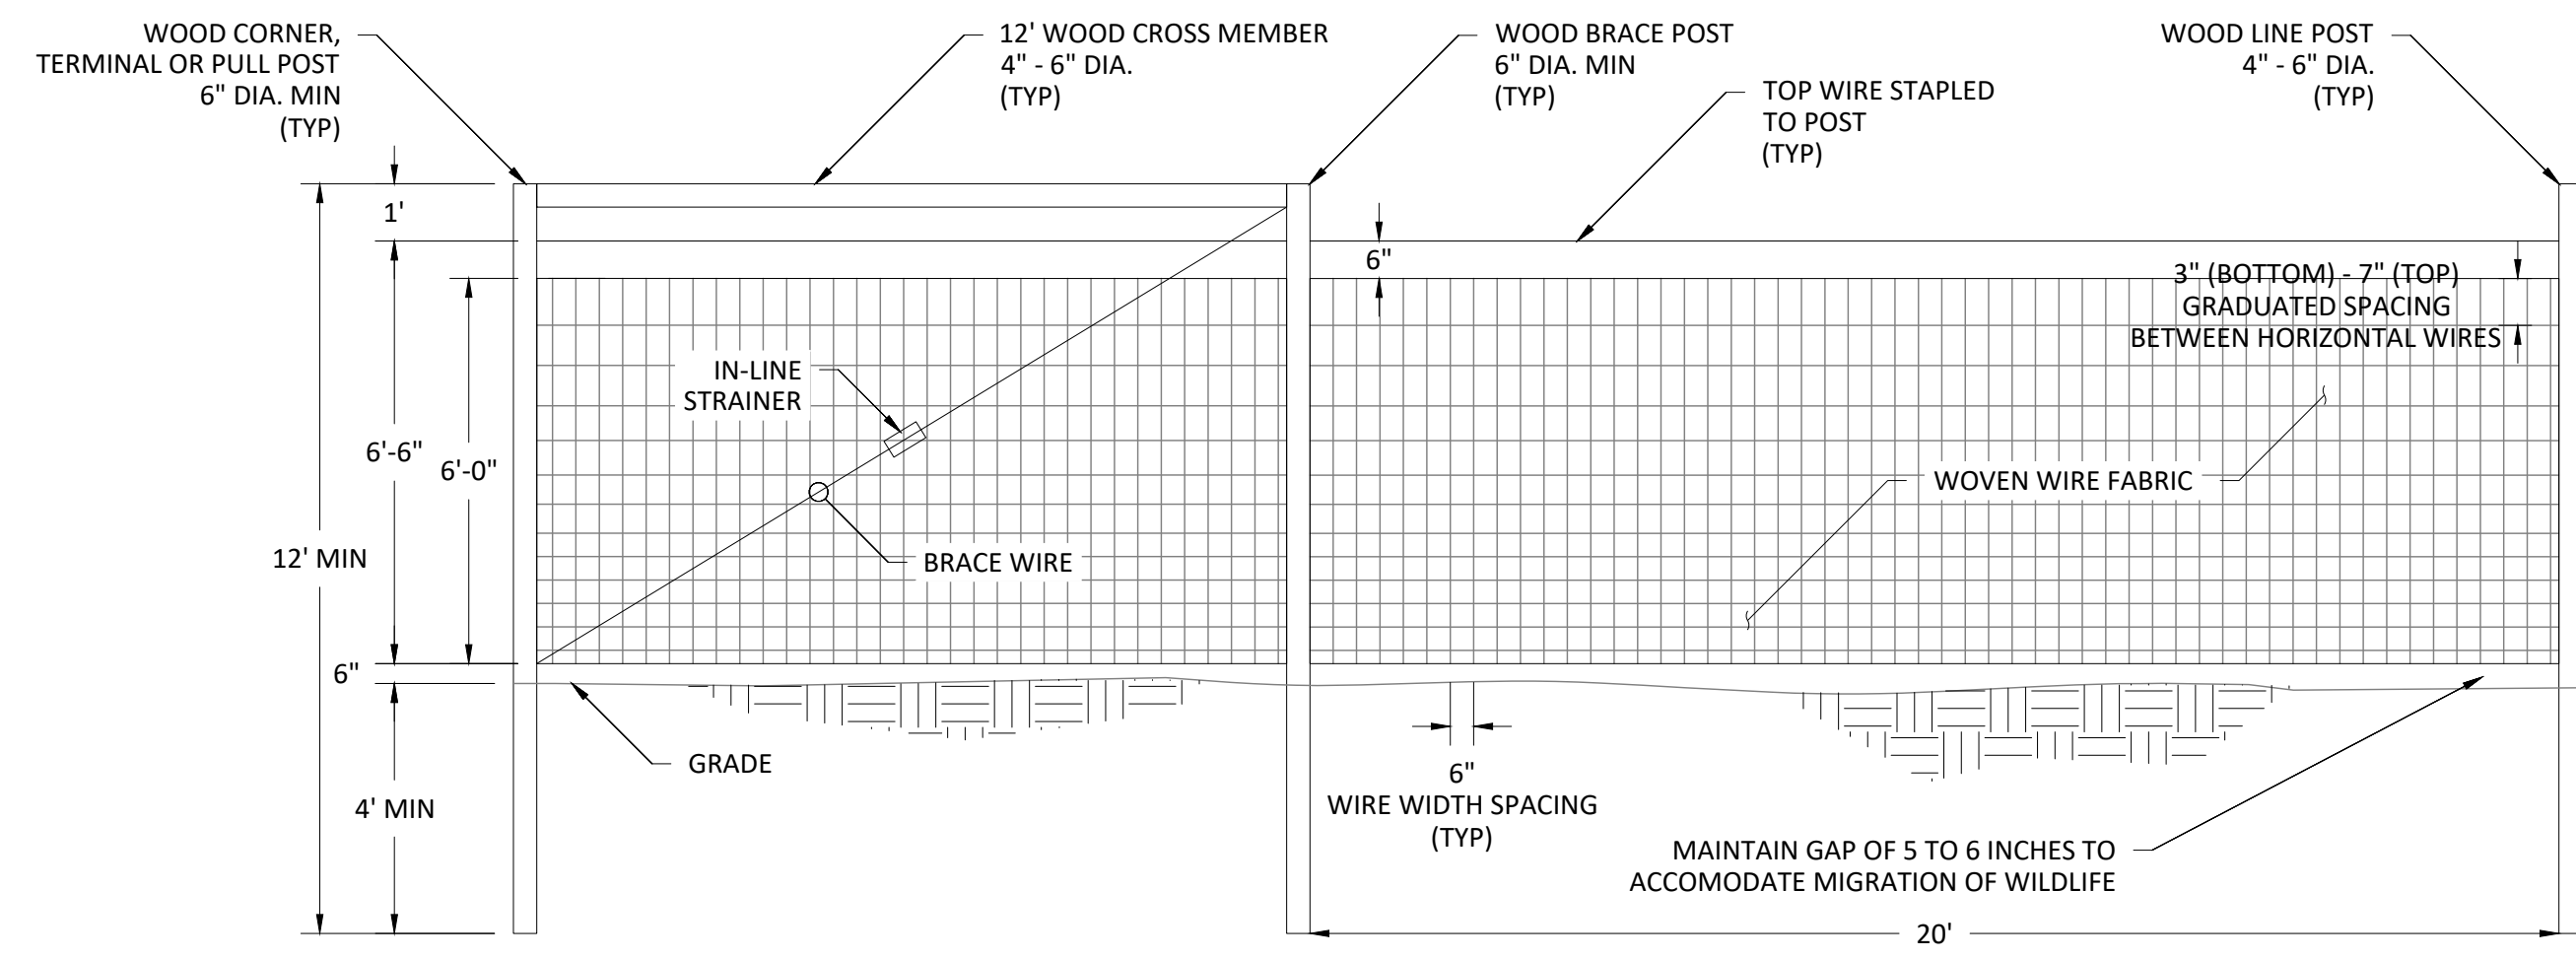 WOOD CORNER,
TERMINAL OR PULL POST
6" DIA. MIN
(TYP)
12' WOOD CROSS MEMBER
4" - 6" DIA.
(TYP)
WOOD BRACE POST
6" DIA. MIN
(TYP)
TOP WIRE STAPLED
TO POST
(TYP)
WOOD LINE POST
4" - 6" DIA.
(TYP)
1'
6"
3" (BOTTOM) - 7" (TOP)
GRADUATED SPACING
BETWEEN HORIZONTAL WIRES
IN-LINE
STRAINER
6'-6"
6'-0"
WOVEN WIRE FABRIC
12' MIN
BRACE WIRE
6"
GRADE
4' MIN
6"
WIRE WIDTH SPACING
(TYP)
MAINTAIN GAP OF 5 TO 6 INCHES TO
ACCOMODATE MIGRATION OF WILDLIFE
20'